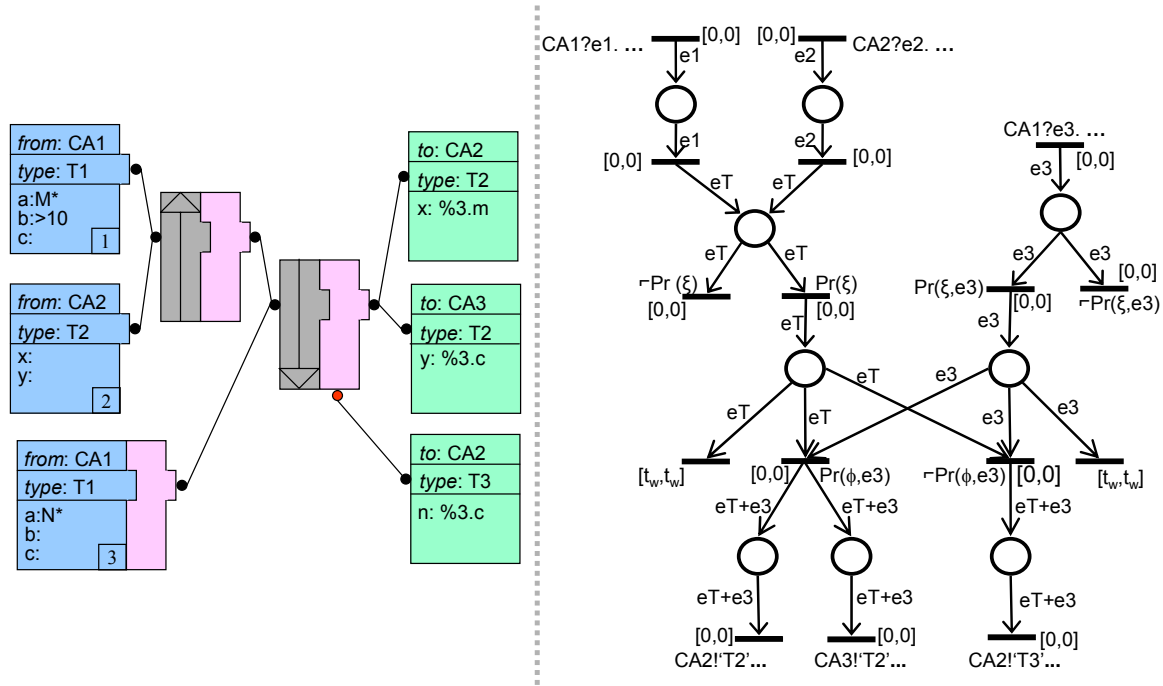 from: CA1
type: T1
a:M*
b:>10
c:
1
from: CA2
type: T2
x:
y:
2
from: CA1
type: T1
a:N*
b:
c:
3
to: CA2
type: T2
x: %3.m
to: CA3
type: T2
y: %3.c
to: CA2
type: T3
n: %3.c
CA1?e1. ...
[0,0]
[0,0]
CA2?e2. ...
e1
e2
e1
e2
[0,0]
[0,0]
eT
eT
CA1?e3. ...
[0,0]
e3
eT
eT
e3
e3
[0,0]
¬Pr (ξ)
[0,0]
Pr(ξ)
[0,0]
Pr(ξ,e3)
[0,0]
¬Pr(ξ,e3)
eT
e3
eT
e3
eT
eT
e3
e3
[tw,tw]
[0,0]
Pr(ϕ,e3)
¬Pr(ϕ,e3)
[0,0]
[tw,tw]
eT+e3
eT+e3
eT+e3
eT+e3
eT+e3
eT+e3
[0,0]
[0,0]
[0,0]
CA2!‘T2’...
CA3!‘T2’...
CA2!‘T3’...